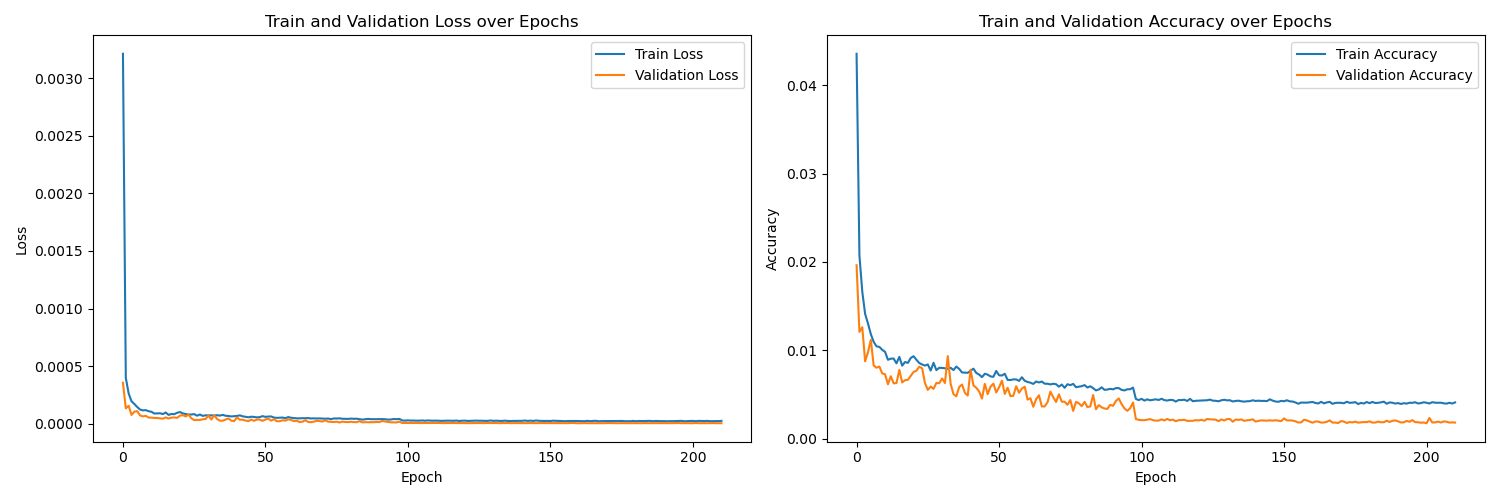 Train and Validation Loss over Epochs
Train Loss
Validation Loss
0.0030
0.0025
0.0020
0.0015
0.0010
0.0005
0.0000
Loss
0 50 100 150 200
Epoch
Train and Validation Accuracy over Epochs
Train Accuracy
Validation Accuracy
0.04
0.03
0.02
0.01
0.00
Accuracy
0 50 100 150 200
Epoch